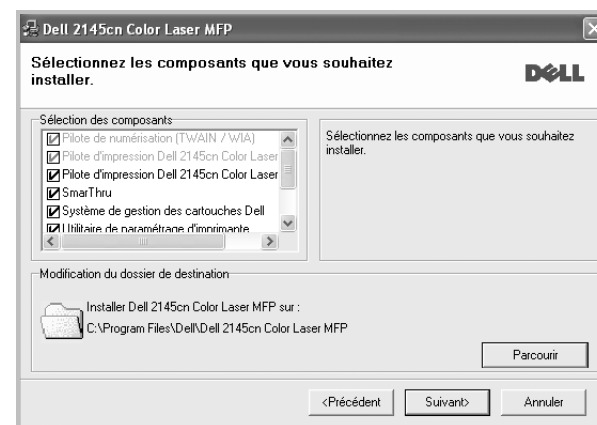 Dell 2145cn Color Laser MFP
Sélectionnez les composants que vous souhaitez
installer.
DELL
Sélection des composants
Pilote de numérisation (TWAIN / WIA)
Pilote d'impression Dell 2145cn Color Laser
Pilote d'impression Dell 2145cn Color Laser
SmarThru
Système de gestion des cartouches Dell
Utilitaire de paramétrage d'imprimante
Sélectionnez les composants que vous souhaitez
installer.
Modification du dossier de destination
Installer Dell 2145cn Color Laser MFP sur :
C:\Program Files\Dell\Dell 2145cn Color Laser MFP
Parcourir
<Précédent
Suivant>
Annuler